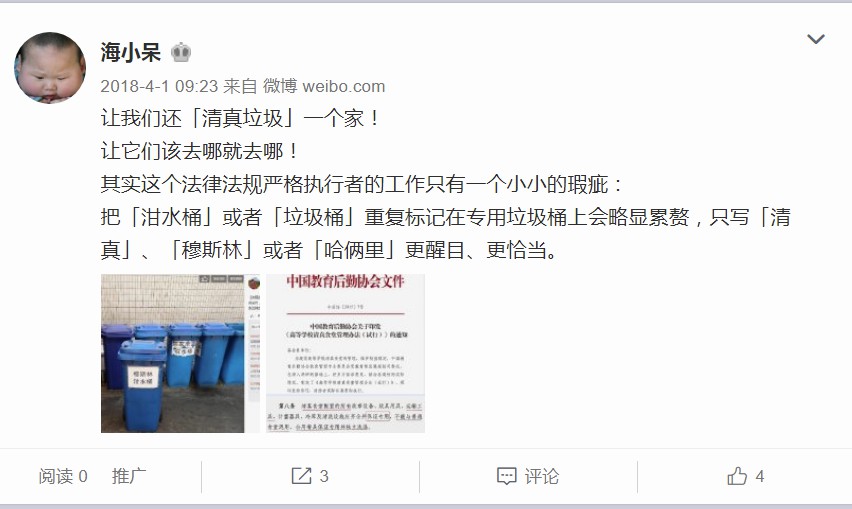 海小呆
2018-4-1 09:23 来自 微博 weibo.com
让我们还「清真垃圾」一个家！
让它们该去哪就去哪！
其实这个法律法规严格执行者的工作只有一个小小的瑕疵：
把「泔水桶」或者「垃圾桶」重复标记在专用垃圾桶上会略显累赘，只写「清
真」、「穆斯林」或者「哈俩里」更醒目、更恰当。
穆斯林
泔水桶
中国教育后勤协会文件
中国教育后勤协会关于印发
《高等学校清真食堂管理办法（试行）》的通知
阅读 0
推广
3
评论
4